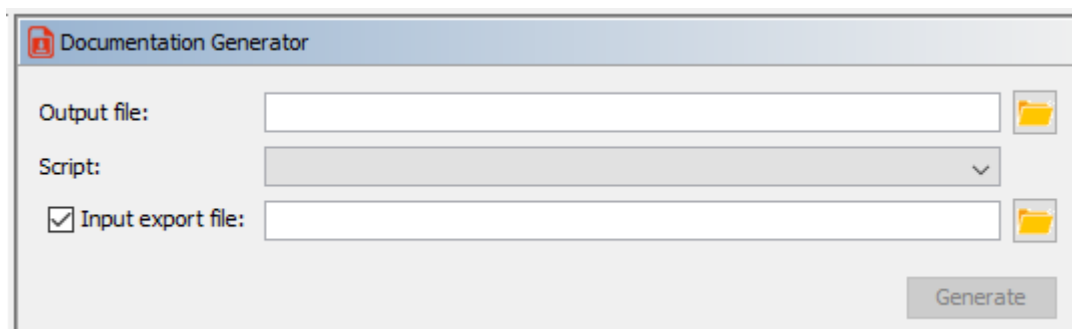 Documentation Generator
Output file:
Script:
Input export file:
Generate